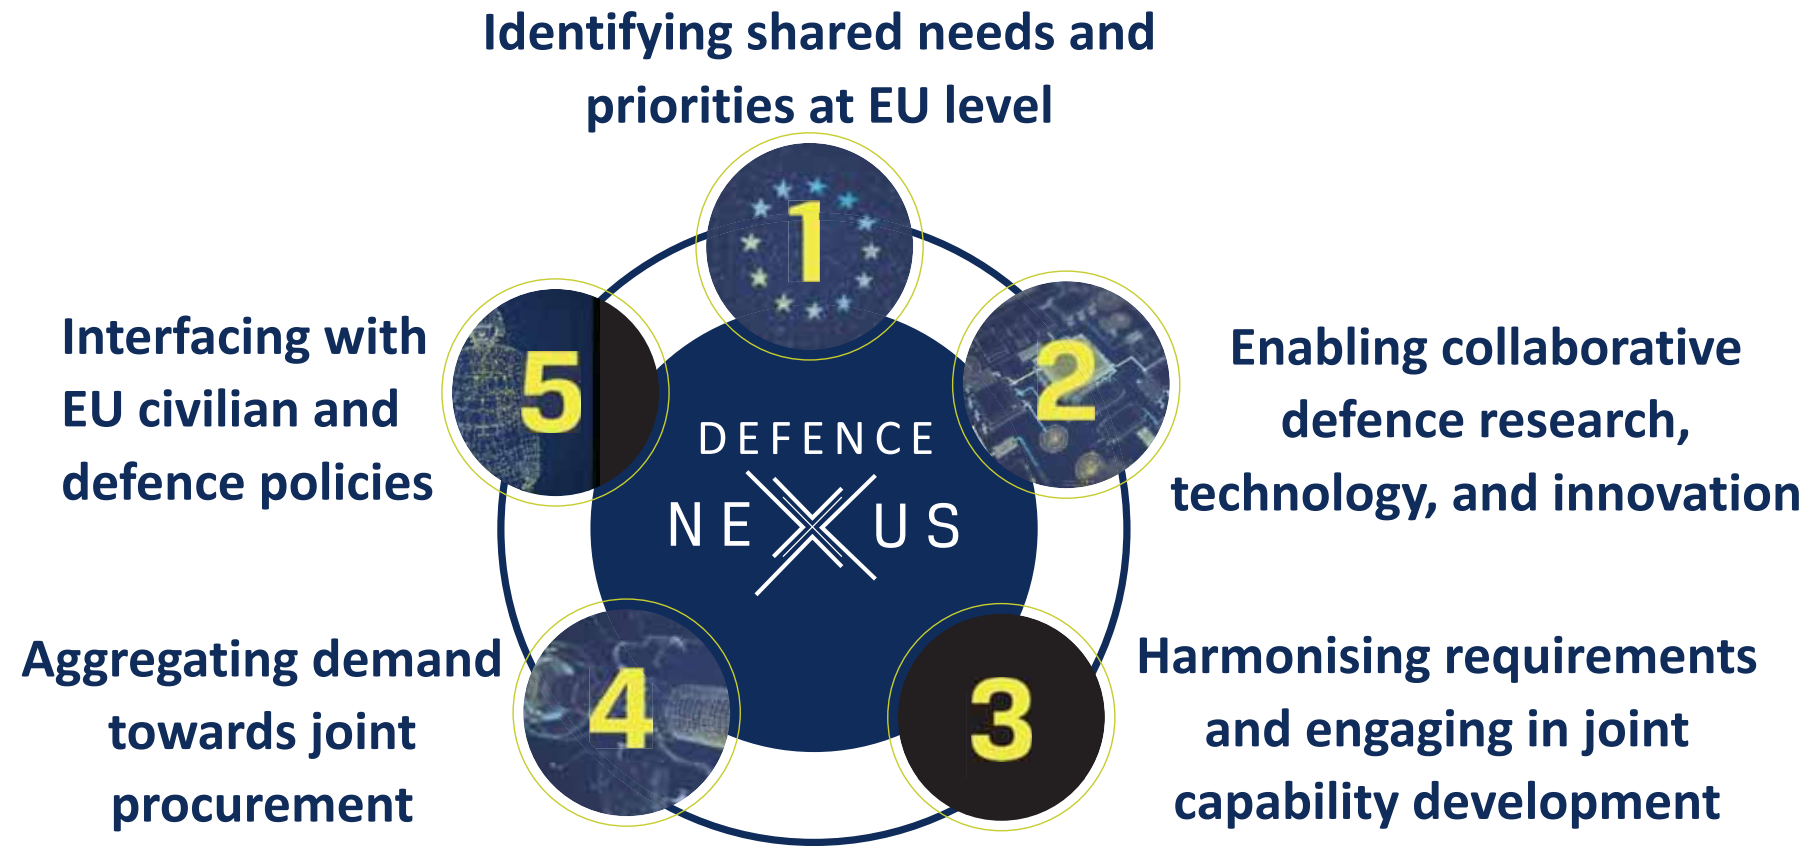 Identifying shared needs and
priorities at EU level
1
2
Enabling collaborative
defence research,
technology, and innovation
3
Harmonising requirements
and engaging in joint
capability development
4
Aggregating demand
towards joint
procurement
5
Interfacing with
EU civilian and
defence policies
DEFENCE
NEXUS